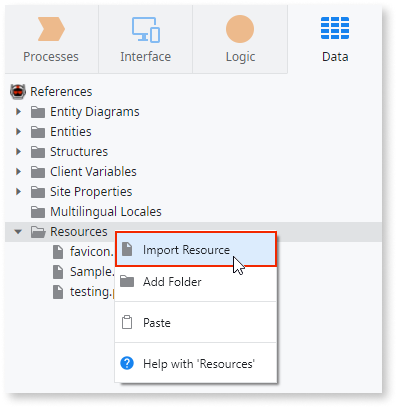 Processes
Interface
Logic
Data
References
Entity Diagrams
Entities
Structures
Client Variables
Site Properties
Multilingual Locales
Resources
favicon.
Sample.
testing.
Import Resource
Add Folder
Paste
Help with 'Resources'